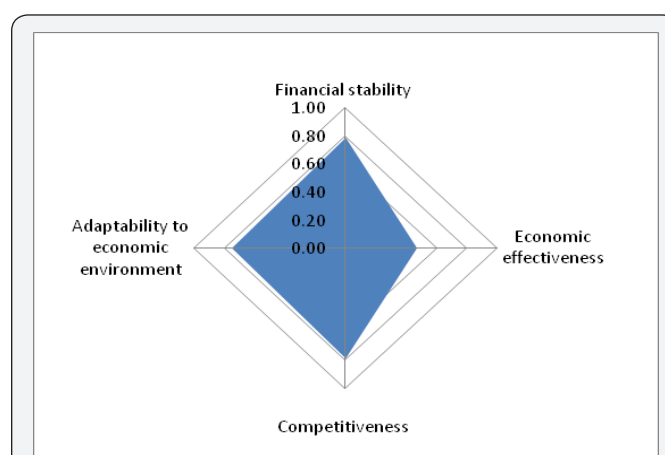 Financial stability
1.00
0.80
0.60
0.40
0.20
0.00
Adaptability to
economic
environment
Economic
effectiveness
Competitiveness